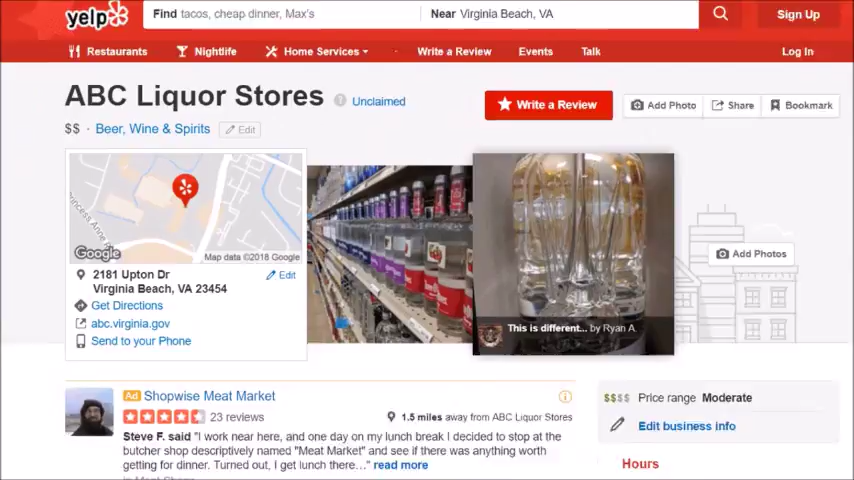 yelp
Find tacos, cheap dinner, Max's
Near Virginia Beach, VA
Sign Up
Restaurants
Nightlife
Home Services
Write a Review
Events
Talk
Log In
ABC Liquor Stores
? Unclaimed
Write a Review
Add Photo
Share
Bookmark
$$ · Beer, Wine & Spirits
Edit
Princess Anne
Google
Map data ©2018 Google
2181 Upton Dr
Virginia Beach, VA 23454
Edit
Get Directions
abc.virginia.gov
Send to your Phone
This is different... by Ryan A.
Add Photos
Ad Shopwise Meat Market
23 reviews
1.5 miles away from ABC Liquor Stores
Steve F. said "I work near here, and one day on my lunch break I decided to stop at the
butcher shop descriptively named "Meat Market" and see if there was anything worth
getting for dinner. Turned out, I get lunch there…" read more
$$$$ Price range Moderate
Edit business info
Hours